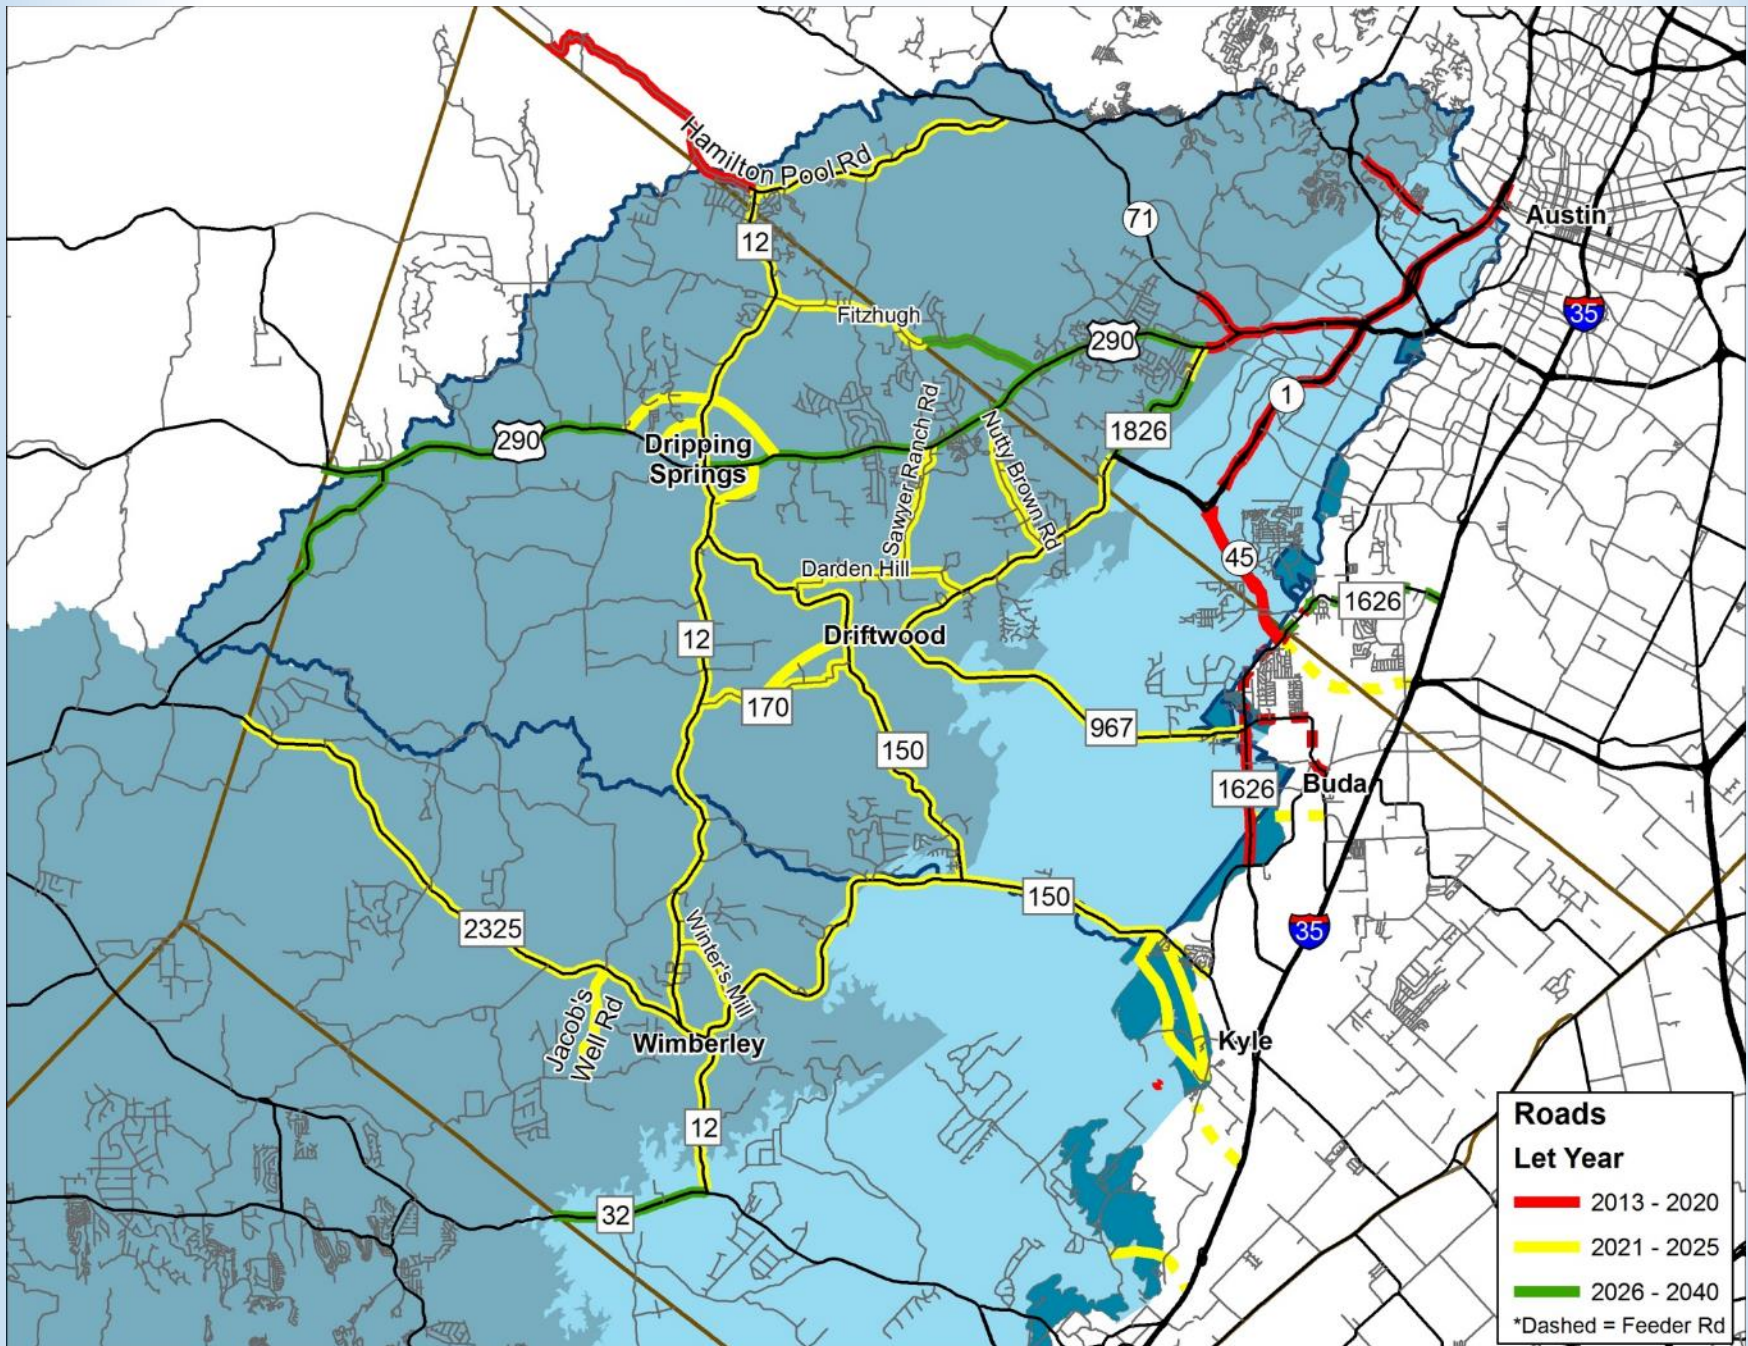 Hamilton Pool Rd
71
Austin
12
35
Fitzhugh
290
1
Sawyer Ranch Rd
Nutty Brown Rd
1826
290
Dripping
Springs
45
Darden Hill
1626
12
Driftwood
170
967
150
1626
Buda
150
2325
Winter's Mill
35
Jacob's
Well Rd
Wimberley
Kyle
12
32
Roads
Let Year
2013 - 2020
2021 - 2025
2026 - 2040
*Dashed = Feeder Rd